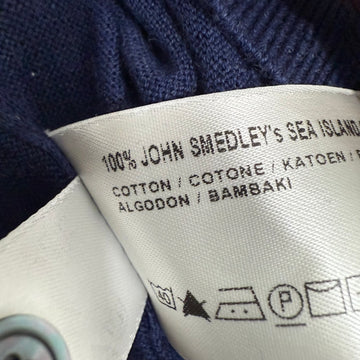 100% JOHN SMEDLEY's SEA ISLAND
COTTON / COTONE / KATOEN /
ALGODON / BAMBAKI
P